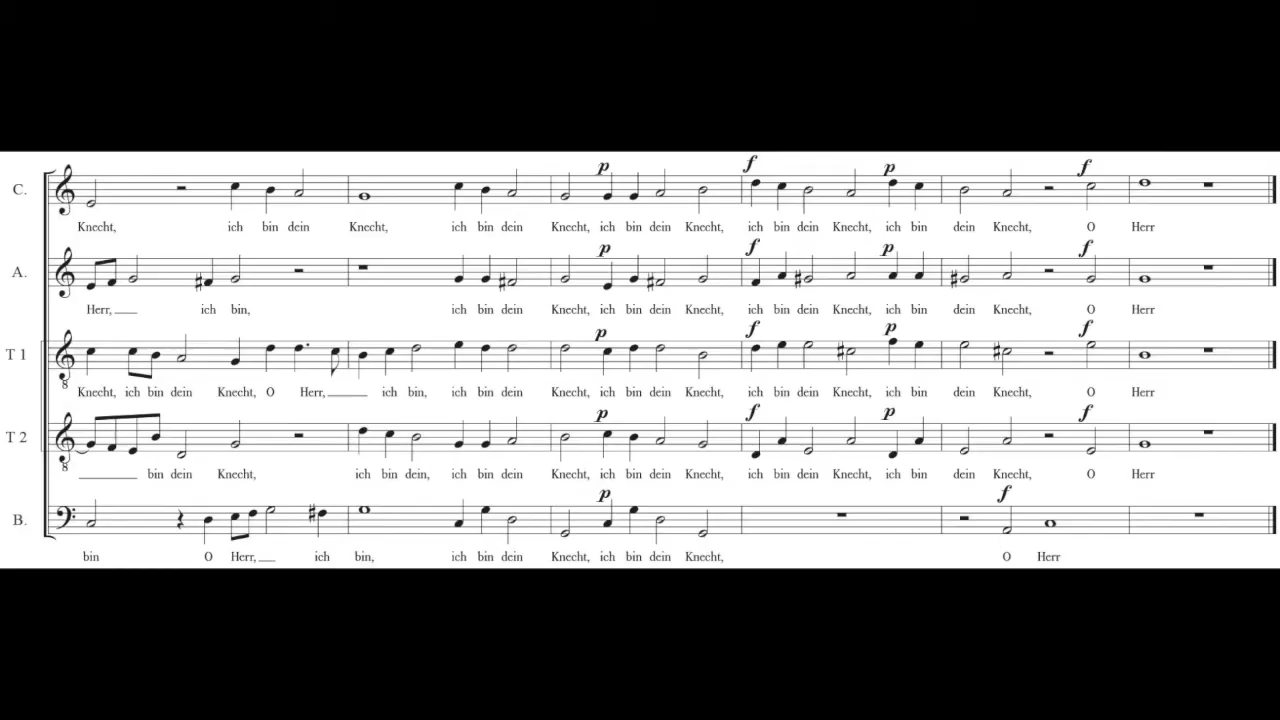 p f p f
C.
Knecht, ich bin dein Knecht, ich bin dein Knecht, ich bin dein Knecht, ich bin dein Knecht, ich bin dein Knecht, O Herr
p f p f
A.
Herr, ich bin, ich bin dein Knecht, ich bin dein Knecht, ich bin dein Knecht, ich bin dein Knecht, O Herr
p f p f
T 1
8
Knecht, ich bin dein Knecht, O Herr, ich bin, ich bin dein Knecht, ich bin dein Knecht, ich bin dein Knecht, ich bin dein Knecht, O Herr
p f p f
T 2
8
bin dein Knecht, ich bin dein, ich bin dein Knecht, ich bin dein Knecht, ich bin dein Knecht, ich bin dein Knecht, O Herr
p f
B.
bin O Herr, ich bin, ich bin dein Knecht, ich bin dein Knecht, O Herr